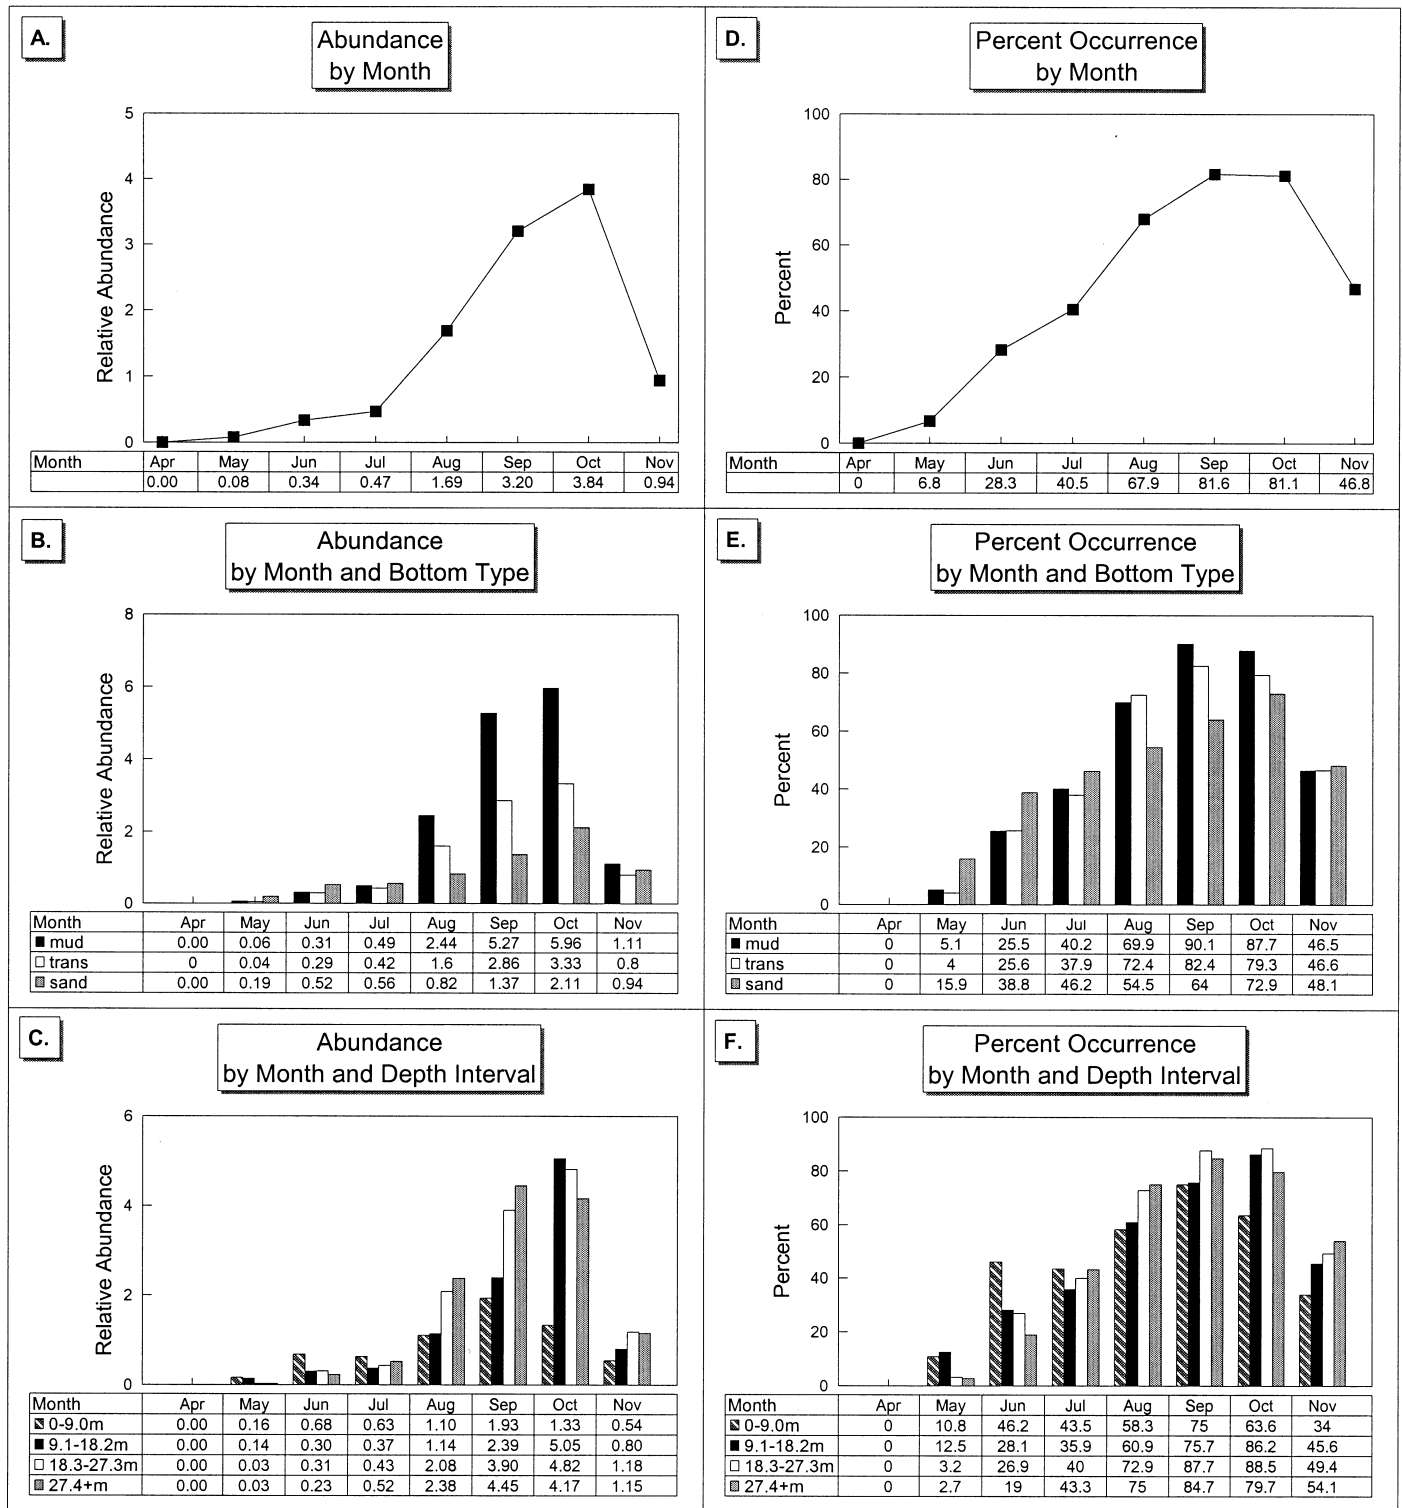 A.
Abundance
by Month
5
4
3
2
1
0
Relative Abundance
Month Apr May Jun Jul Aug Sep Oct Nov
0.00 0.08 0.34 0.47 1.69 3.20 3.84 0.94
D.
Percent Occurrence
by Month
100
80
60
40
20
0
Percent
Month Apr May Jun Jul Aug Sep Oct Nov
0 6.8 28.3 40.5 67.9 81.6 81.1 46.8
B.
Abundance
by Month and Bottom Type
8
6
4
2
0
Relative Abundance
Month Apr May Jun Jul Aug Sep Oct Nov
mud 0.00 0.06 0.31 0.49 2.44 5.27 5.96 1.11
trans 0 0.04 0.29 0.42 1.6 2.86 3.33 0.8
sand 0.00 0.19 0.52 0.56 0.82 1.37 2.11 0.94
E.
Percent Occurrence
by Month and Bottom Type
100
80
60
40
20
0
Percent
Month Apr May Jun Jul Aug Sep Oct Nov
mud 0 5.1 25.5 40.2 69.9 90.1 87.7 46.5
trans 0 4 25.6 37.9 72.4 82.4 79.3 46.6
sand 0 15.9 38.8 46.2 54.5 64 72.9 48.1
C.
Abundance
by Month and Depth Interval
6
4
2
0
Relative Abundance
Month Apr May Jun Jul Aug Sep Oct Nov
0-9.0m 0.00 0.16 0.68 0.63 1.10 1.93 1.33 0.54
9.1-18.2m 0.00 0.14 0.30 0.37 1.14 2.39 5.05 0.80
18.3-27.3m 0.00 0.03 0.31 0.43 2.08 3.90 4.82 1.18
27.4+m 0.00 0.03 0.23 0.52 2.38 4.45 4.17 1.15
F.
Percent Occurrence
by Month and Depth Interval
100
80
60
40
20
0
Percent
Month Apr May Jun Jul Aug Sep Oct Nov
0-9.0m 0 10.8 46.2 43.5 58.3 75 63.6 34
9.1-18.2m 0 12.5 28.1 35.9 60.9 75.7 86.2 45.6
18.3-27.3m 0 3.2 26.9 40 72.9 87.7 88.5 49.4
27.4+m 0 2.7 19 43.3 75 84.7 79.7 54.1